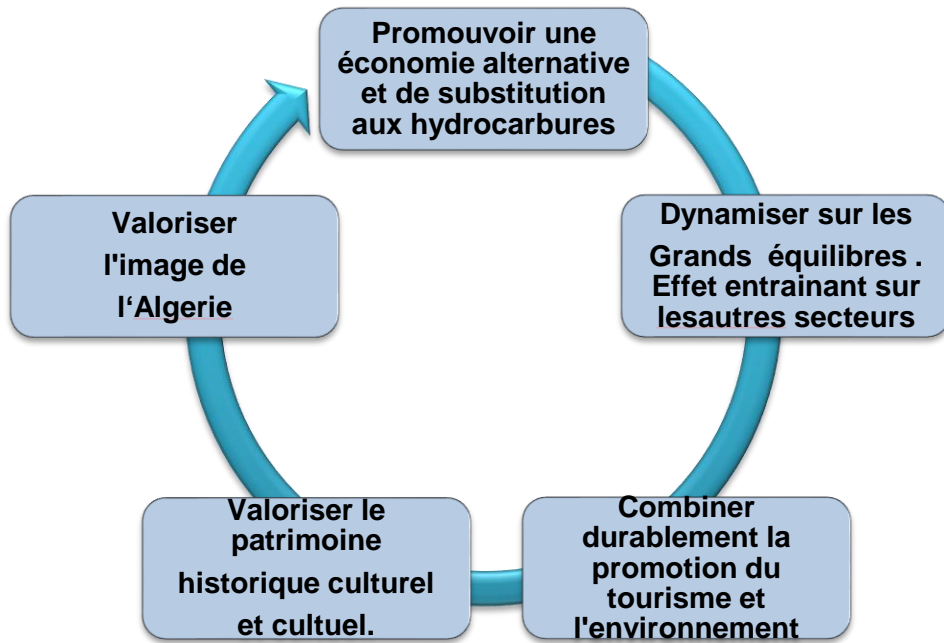 Promouvoir une
économie alternative
et de substitution
aux hydrocarbures
Dynamiser sur les
Grands équilibres .
Effet entrainant sur
lesautres secteurs
Combiner
durablement la
promotion du
tourisme et
l'environnement
Valoriser le
patrimoine
historique culturel
et cultuel.
Valoriser
l'image de
l‘Algerie